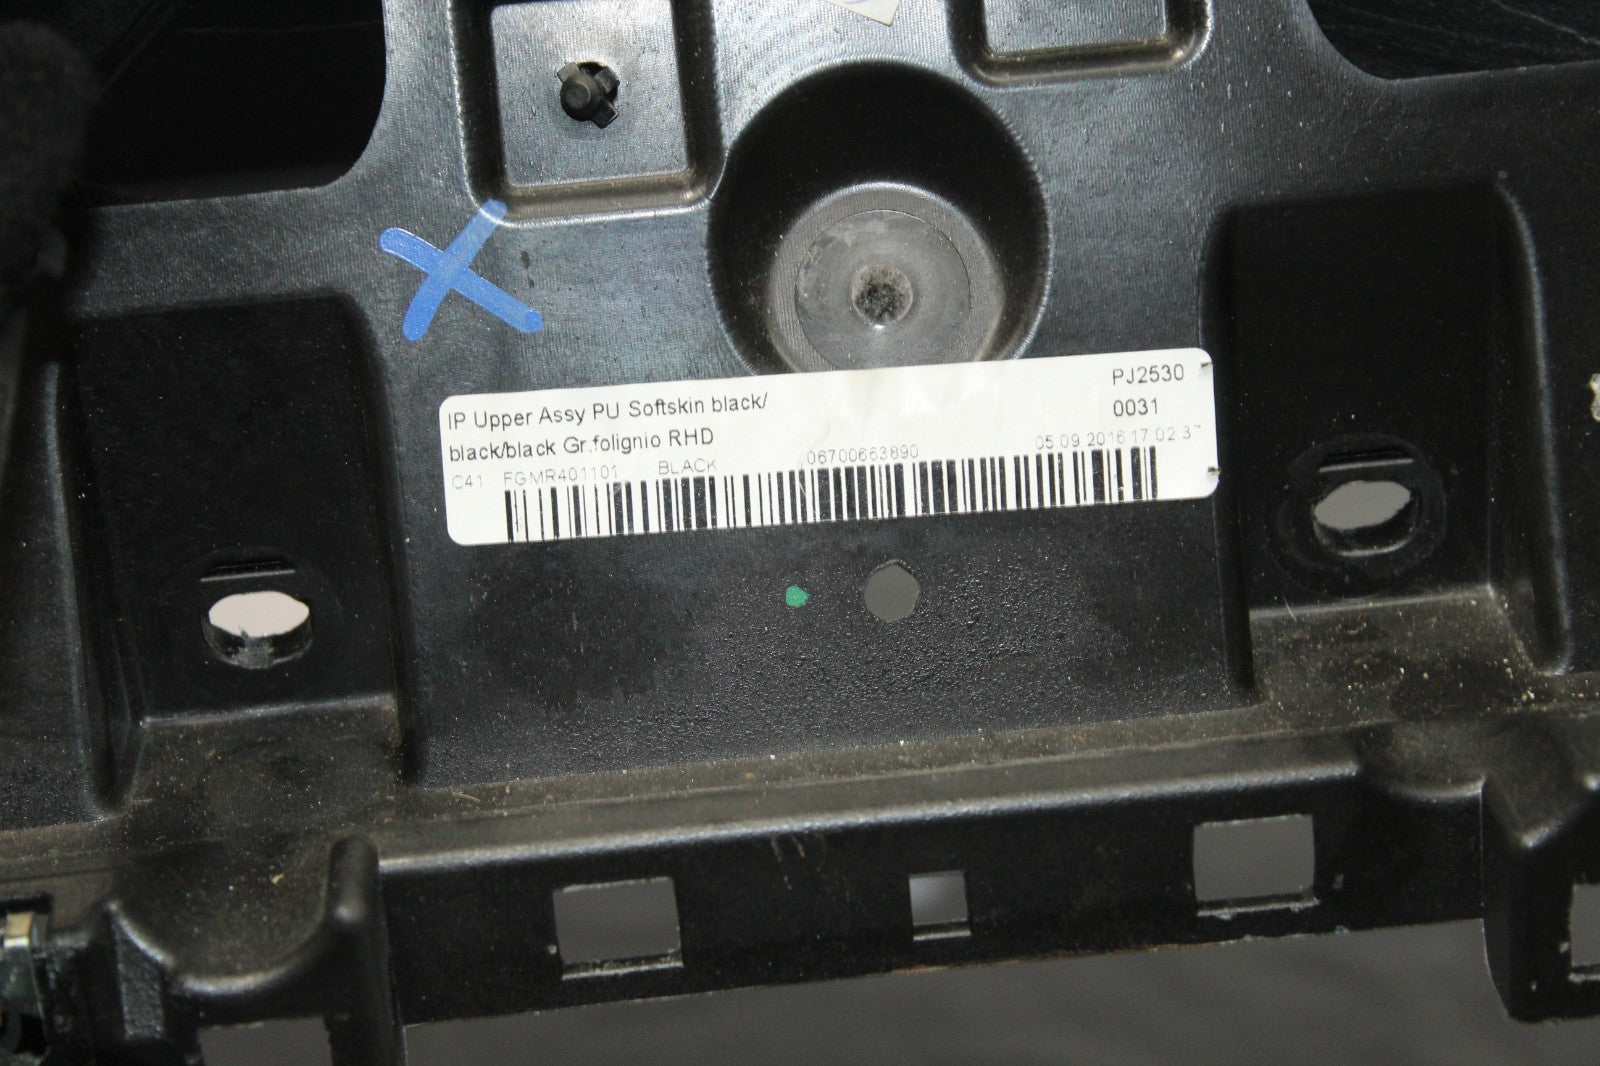 IP Upper Assy PU Softskin black/ PJ2530
black/black Gr.folignio RHD 0031
C41 FGMR401101 BLACK 06700663890 05.09.2016 17:02:37